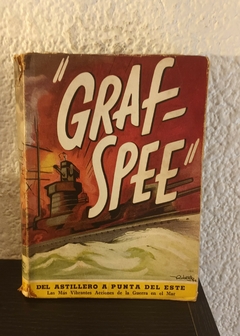 "GRAF-
SPEE"
DEL ASTILLERO A PUNTA DEL ESTE
Las Más Vibrantes Acciones de la Guerra en el Mar